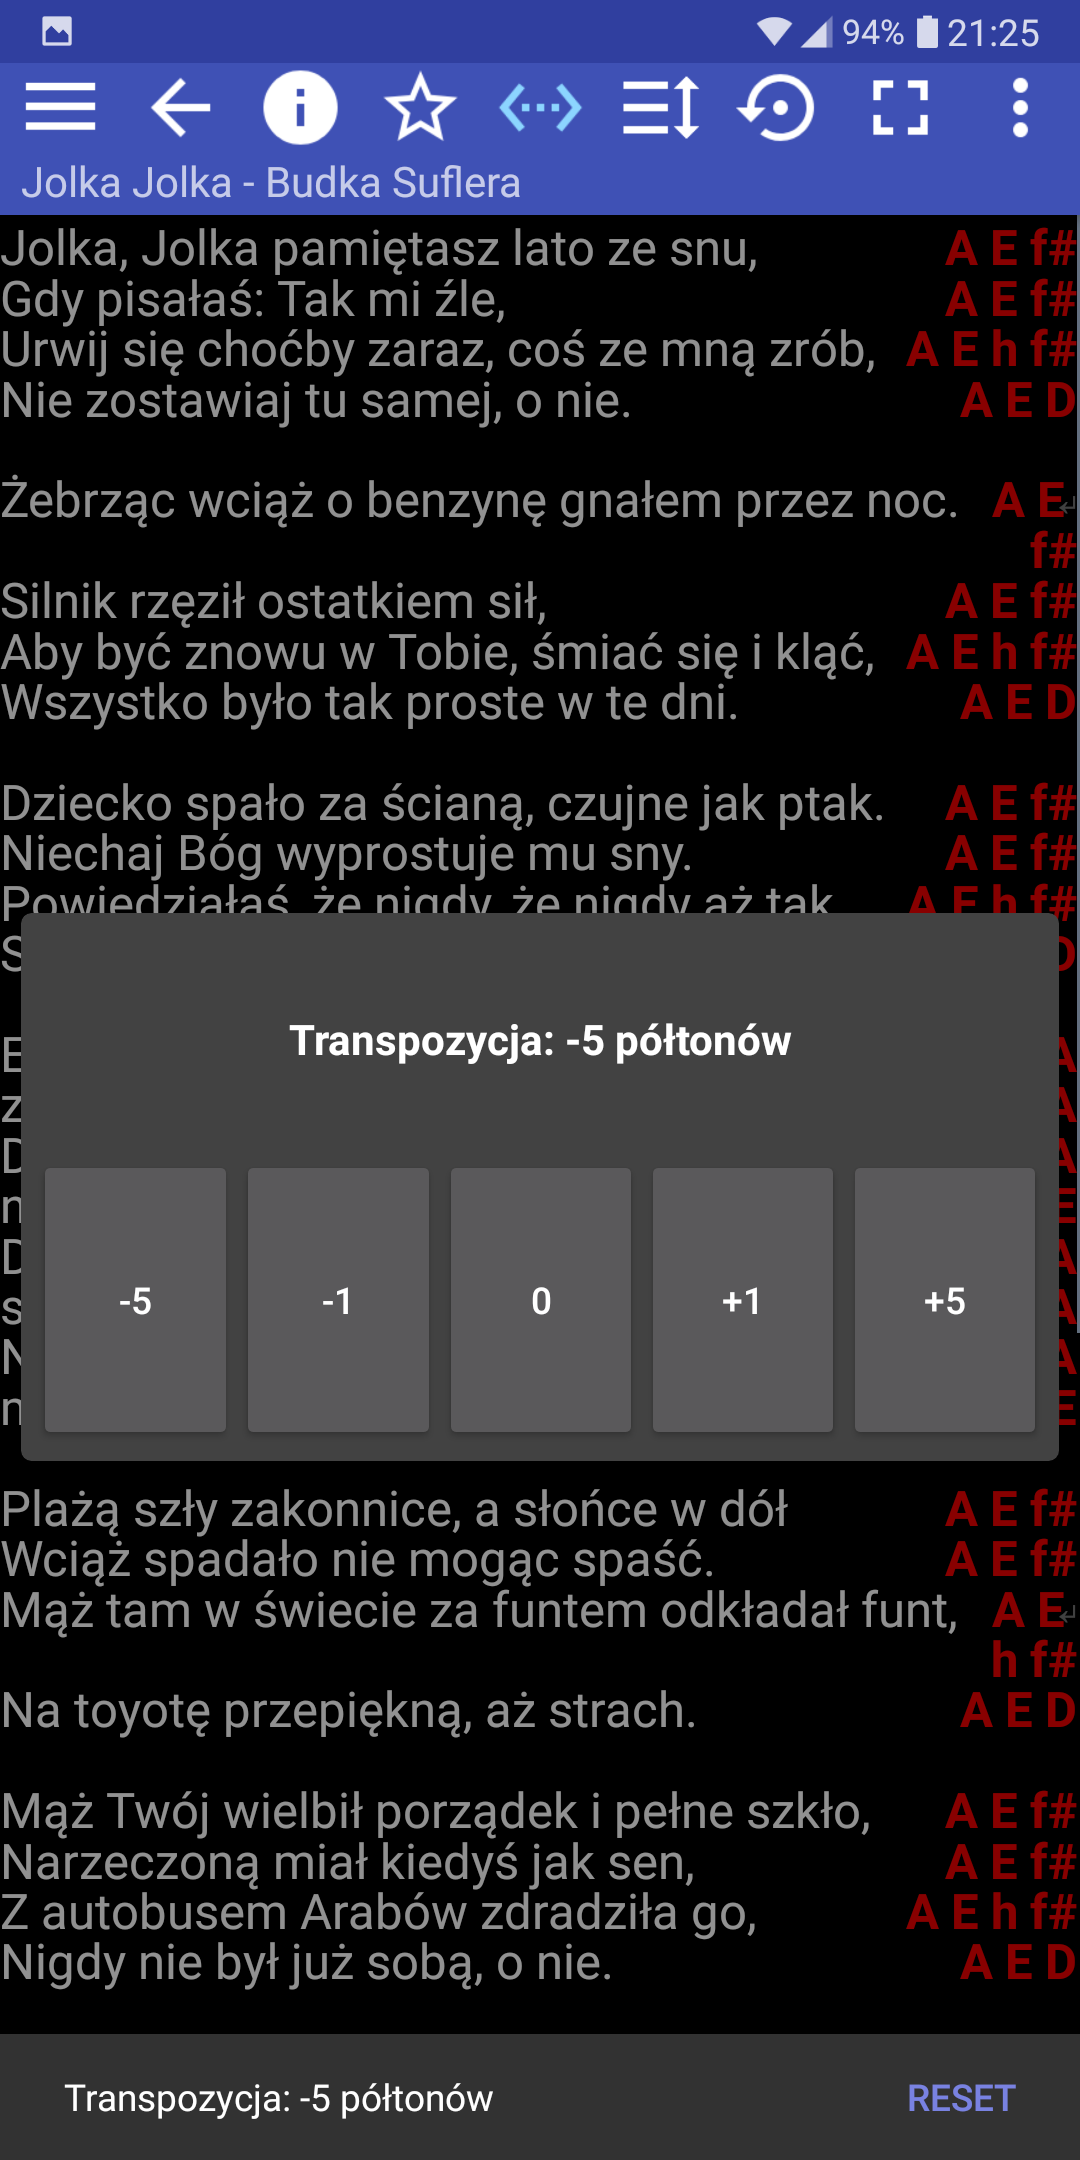 94% 21:25
Jolka Jolka - Budka Suflera
Jolka, Jolka pamiętasz lato ze snu, A E f#
Gdy pisałaś: Tak mi źle, A E f#
Urwij się choćby zaraz, coś ze mną zrób, A E h f#
Nie zostawiaj tu samej, o nie. A E D
Żebrząc wciąż o benzynę gnałem przez noc. A E↵
f#
Silnik rzęził ostatkiem sił, A E f#
Aby być znowu w Tobie, śmiać się i kląć, A E h f#
Wszystko było tak proste w te dni. A E D
Dziecko spało za ścianą, czujne jak ptak. A E f#
Niechaj Bóg wyprostuje mu sny. A E f#
Powiedziałaś, że nigdy, że nigdy aż tak A E h f#
Transpozycja: -5 półtonów
-5 -1 0 +1 +5
Plażą szły zakonnice, a słońce w dół A E f#
Wciąż spadało nie mogąc spaść. A E f#
Mąż tam w świecie za funtem odkładał funt, A E↵
h f#
Na toyotę przepiękną, aż strach. A E D
Mąż Twój wielbił porządek i pełne szkło, A E f#
Narzeczoną miał kiedyś jak sen, A E f#
Z autobusem Arabów zdradziła go, A E h f#
Nigdy nie był już sobą, o nie. A E D
Transpozycja: -5 półtonów RESET